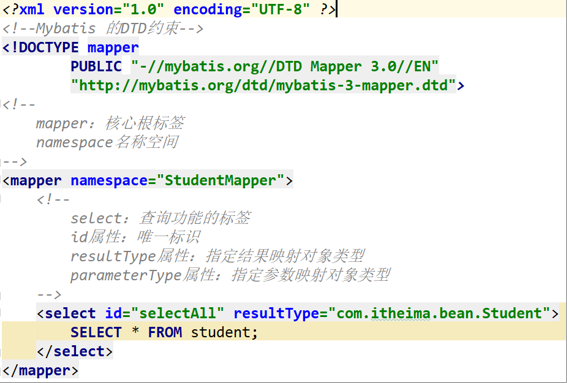 <?xml version="1.0" encoding="UTF-8" ?>
<!--Mybatis 的DTD约束-->
<!DOCTYPE mapper
PUBLIC "-//mybatis.org//DTD Mapper 3.0//EN"
"http://mybatis.org/dtd/mybatis-3-mapper.dtd">
<!--
mapper：核心根标签
namespace名称空间
-->
<mapper namespace="StudentMapper">
<!--
select：查询功能的标签
id属性：唯一标识
resultType属性：指定结果映射对象类型
parameterType属性：指定参数映射对象类型
-->
<select id="selectAll" resultType="com.itheima.bean.Student">
SELECT * FROM student;
</select>
</mapper>